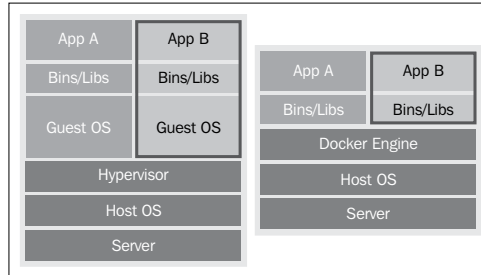 App A
App B
Bins/Libs
Bins/Libs
Guest OS
Guest OS
Hypervisor
Host OS
Server
App A
App B
Bins/Libs
Bins/Libs
Docker Engine
Host OS
Server